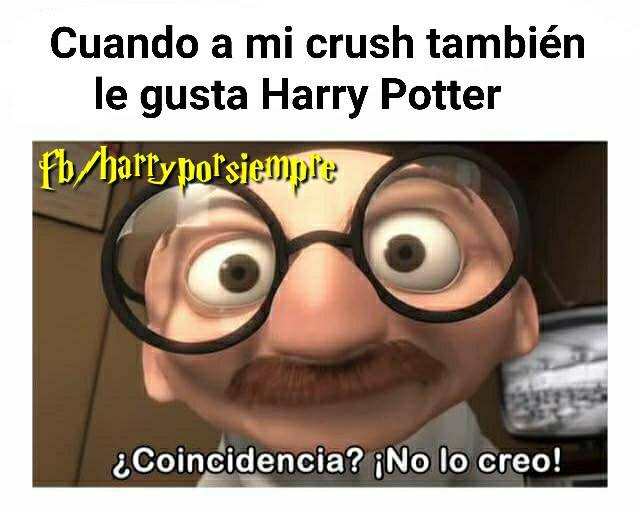 Cuando a mi crush también
le gusta Harry Potter
fb/harryporsiempre
¿Coincidencia? ¡No lo creo!